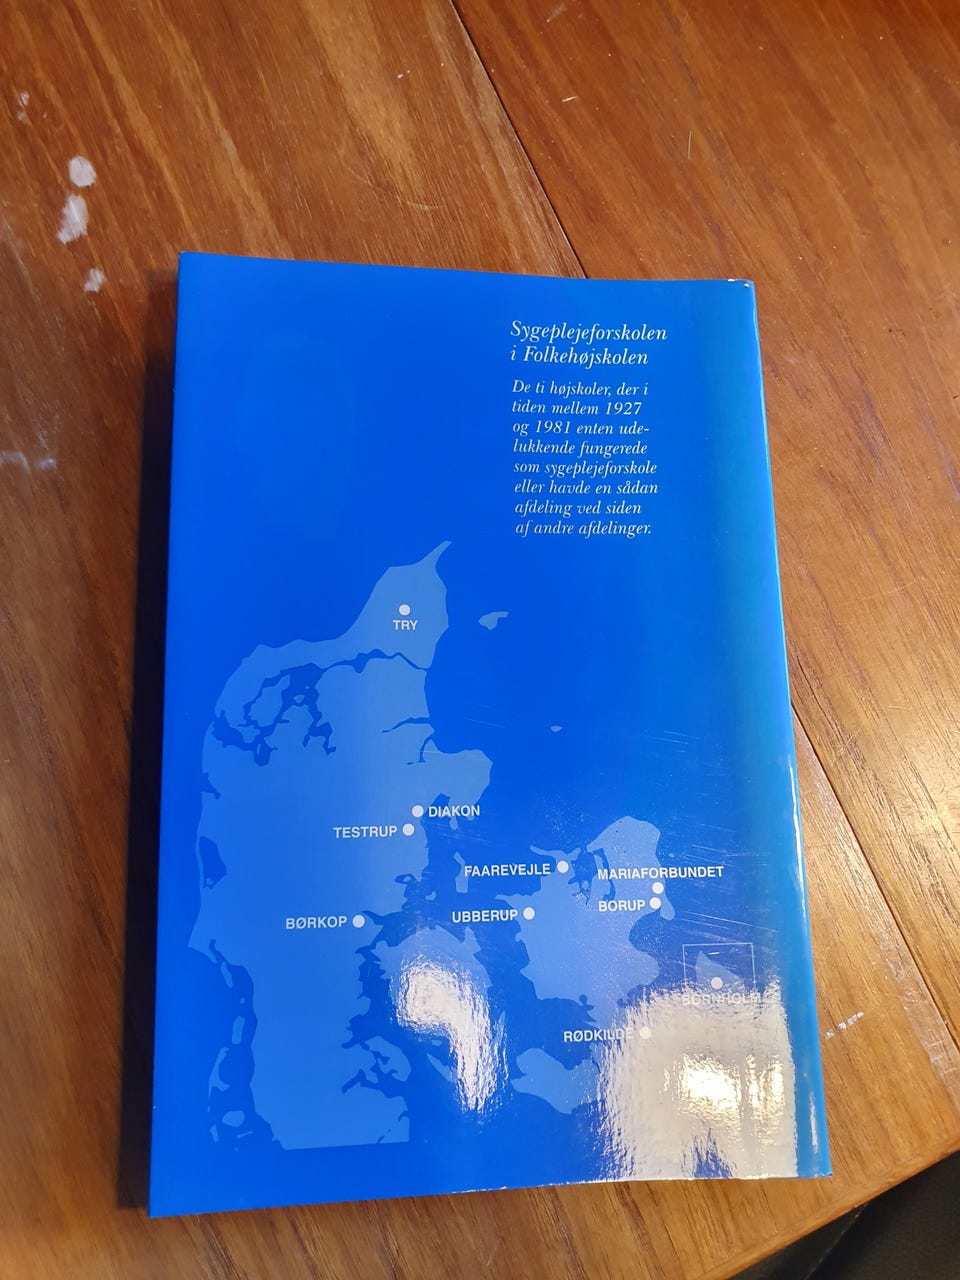 Sygeplejeforskolen
i Folkehøjskolen
De ti højskoler, der i
tiden mellem 1927
og 1981 enten ude-
lukkende fungerede
som sygeplejeforskole
eller havde en sådan
afdeling ved siden
af andre afdelinger.
TRY
DIAKON
TESTRUP
FAAREVEJLE
MARIAFORBUNDET
UBBERUP
BORUP
BØRKOP
BORNHOLM
RØDKILDE